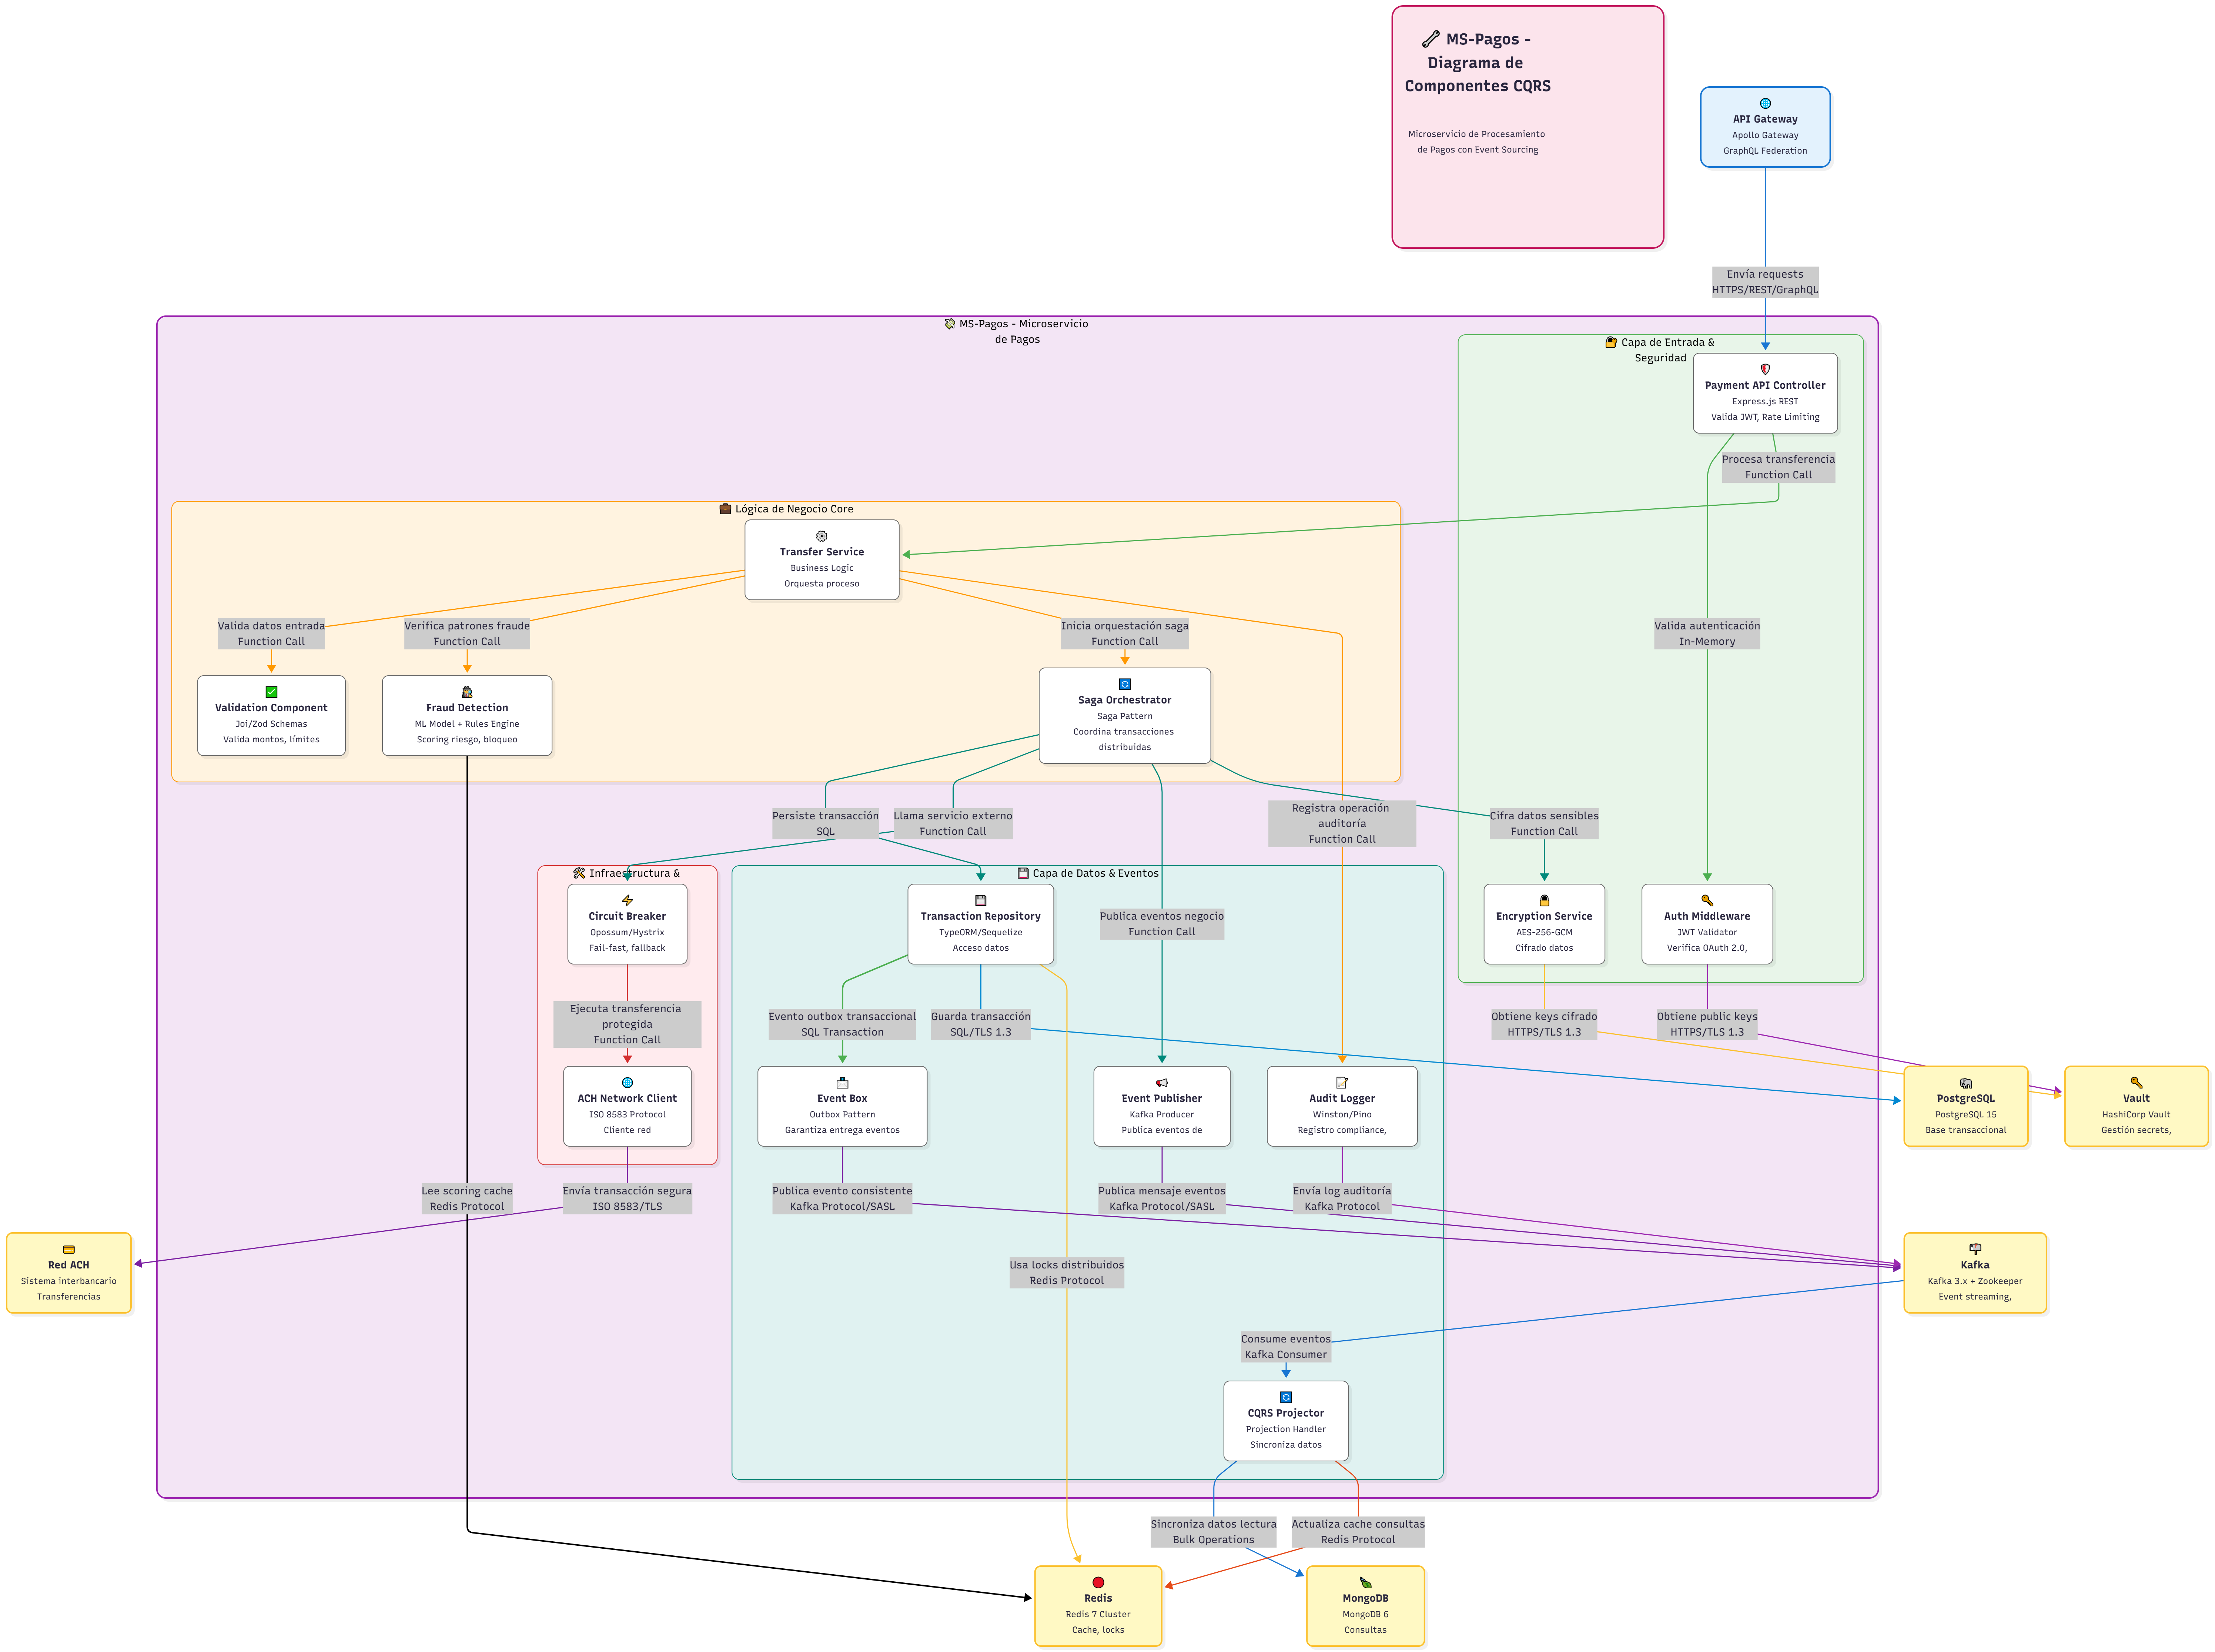 MS-Pagos -
Diagrama de
Componentes CQRS
Microservicio de Procesamiento
de Pagos con Event Sourcing
API Gateway
Apollo Gateway
GraphQL Federation
Envía requests
HTTPS/REST/GraphQL
MS-Pagos - Microservicio
de Pagos
Capa de Entrada &
Seguridad
Payment API Controller
Express.js REST
Valida JWT, Rate Limiting
Procesa transferencia
Function Call
Lógica de Negocio Core
Transfer Service
Business Logic
Orquesta proceso
Valida datos entrada
Function Call
Verifica patrones fraude
Function Call
Inicia orquestación saga
Function Call
Valida autenticación
In-Memory
Validation Component
Joi/Zod Schemas
Valida montos, límites
Fraud Detection
ML Model + Rules Engine
Scoring riesgo, bloqueo
Saga Orchestrator
Saga Pattern
Coordina transacciones
distribuidas
Persiste transacción
SQL
Llama servicio externo
Function Call
Registra operación
auditoría
Function Call
Cifra datos sensibles
Function Call
Infraestructura &
Capa de Datos & Eventos
Circuit Breaker
Opossum/Hystrix
Fail-fast, fallback
Transaction Repository
TypeORM/Sequelize
Acceso datos
Publica eventos negocio
Function Call
Encryption Service
AES-256-GCM
Cifrado datos
Auth Middleware
JWT Validator
Verifica OAuth 2.0,
Ejecuta transferencia
protegida
Function Call
Evento outbox transaccional
SQL Transaction
Guarda transacción
SQL/TLS 1.3
Obtiene keys cifrado
HTTPS/TLS 1.3
Obtiene public keys
HTTPS/TLS 1.3
ACH Network Client
ISO 8583 Protocol
Cliente red
Event Box
Outbox Pattern
Garantiza entrega eventos
Event Publisher
Kafka Producer
Publica eventos de
Audit Logger
Winston/Pino
Registro compliance,
PostgreSQL
PostgreSQL 15
Base transaccional
Vault
HashiCorp Vault
Gestión secrets,
Lee scoring cache
Redis Protocol
Envía transacción segura
ISO 8583/TLS
Publica evento consistente
Kafka Protocol/SASL
Publica mensaje eventos
Kafka Protocol/SASL
Envía log auditoría
Kafka Protocol
Red ACH
Sistema interbancario
Transferencias
Usa locks distribuidos
Redis Protocol
Kafka
Kafka 3.x + Zookeeper
Event streaming,
Consume eventos
Kafka Consumer
CQRS Projector
Projection Handler
Sincroniza datos
Sincroniza datos lectura
Bulk Operations
Actualiza cache consultas
Redis Protocol
Redis
Redis 7 Cluster
Cache, locks
MongoDB
MongoDB 6
Consultas